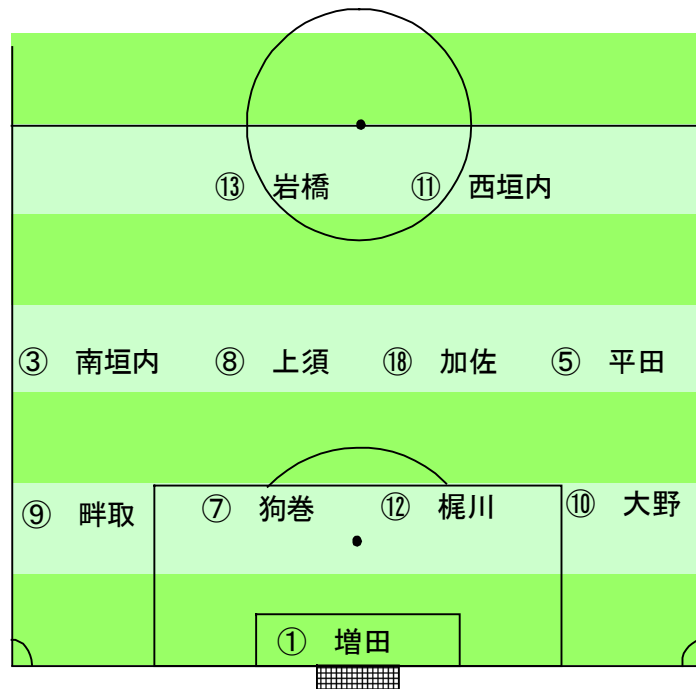 ⑬ 岩橋 ⑪ 西垣内
③ 南垣内 ⑧ 上須 ⑱ 加佐 ⑤ 平田
⑨ 畔取 ⑦ 狗巻 ⑫ 梶川 ⑩ 大野
① 増田